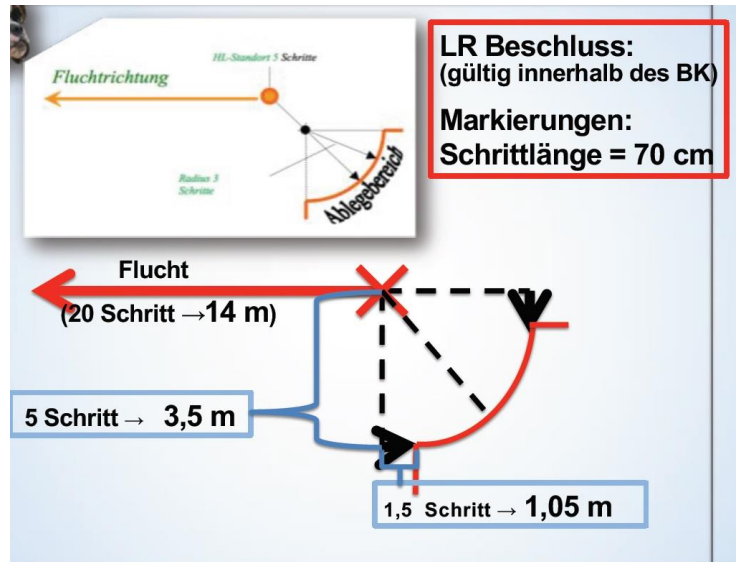 HL-Standort 5 Schritte
Fluchtrichtung
Radius 3
Schritte
Ablegebereich
LR Beschluss:
(gültig innerhalb des BK)
Markierungen:
Schrittlänge = 70 cm
Flucht
(20 Schritt →14 m)
5 Schritt → 3,5 m
1,5 Schritt → 1,05 m